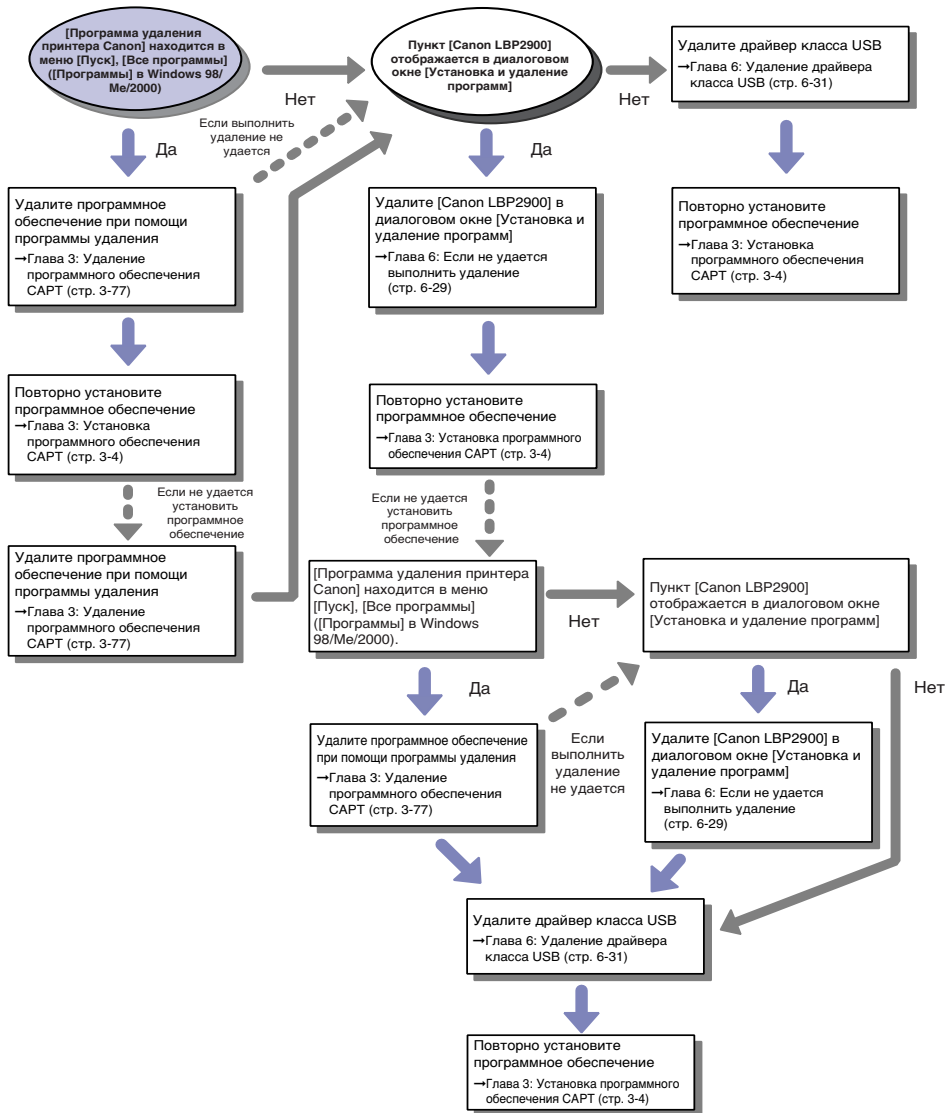 [Программа удаления
принтера Canon] находится в
меню [Пуск], [Все программы]
([Программы] в Windows 98/
Me/2000)
Нет
Пункт [Canon LBP2900]
отображается в диалоговом
окне [Установка и удаление
программ]
Нет
Удалите драйвер класса USB
→Глава 6: Удаление драйвера
класса USB (стр. 6-31)
Да
Если выполнить
удаление не
удается
Да
Удалите программное
обеспечение при помощи
программы удаления
→Глава 3: Удаление
программного обеспечения
CAPT (стр. 3-77)
Удалите [Canon LBP2900] в
диалоговом окне [Установка и
удаление программ]
→Глава 6: Если не удается
выполнить удаление
(стр. 6-29)
Повторно установите
программное обеспечение
→Глава 3: Установка
программного обеспечения
CAPT (стр. 3-4)
Повторно установите
программное обеспечение
→Глава 3: Установка
программного обеспечения
CAPT (стр. 3-4)
Повторно установите
программное обеспечение
→Глава 3: Установка программного
обеспечения CAPT (стр. 3-4)
Если не удается
установить
программное
обеспечение
Если не удается
установить
программное
обеспечение
Удалите программное
обеспечение при помощи
программы удаления
→Глава 3: Удаление
программного обеспечения
CAPT (стр. 3-77)
[Программа удаления принтера
Canon] находится в меню
[Пуск], [Все программы]
([Программы] в Windows
98/Me/2000).
Нет
Пункт [Canon LBP2900]
отображается в диалоговом окне
[Установка и удаление программ]
Да
Да
Нет
Удалите программное обеспечение
при помощи программы удаления
→Глава 3: Удаление
программного обеспечения
CAPT (стр. 3-77)
Если
выполнить
удаление
не удается
Удалите [Canon LBP2900] в
диалоговом окне [Установка и
удаление программ]
→Глава 6: Если не удается
выполнить удаление
(стр. 6-29)
Удалите драйвер класса USB
→Глава 6: Удаление драйвера
класса USB (стр. 6-31)
Повторно установите
программное обеспечение
→Глава 3: Установка программного
обеспечения CAPT (стр. 3-4)